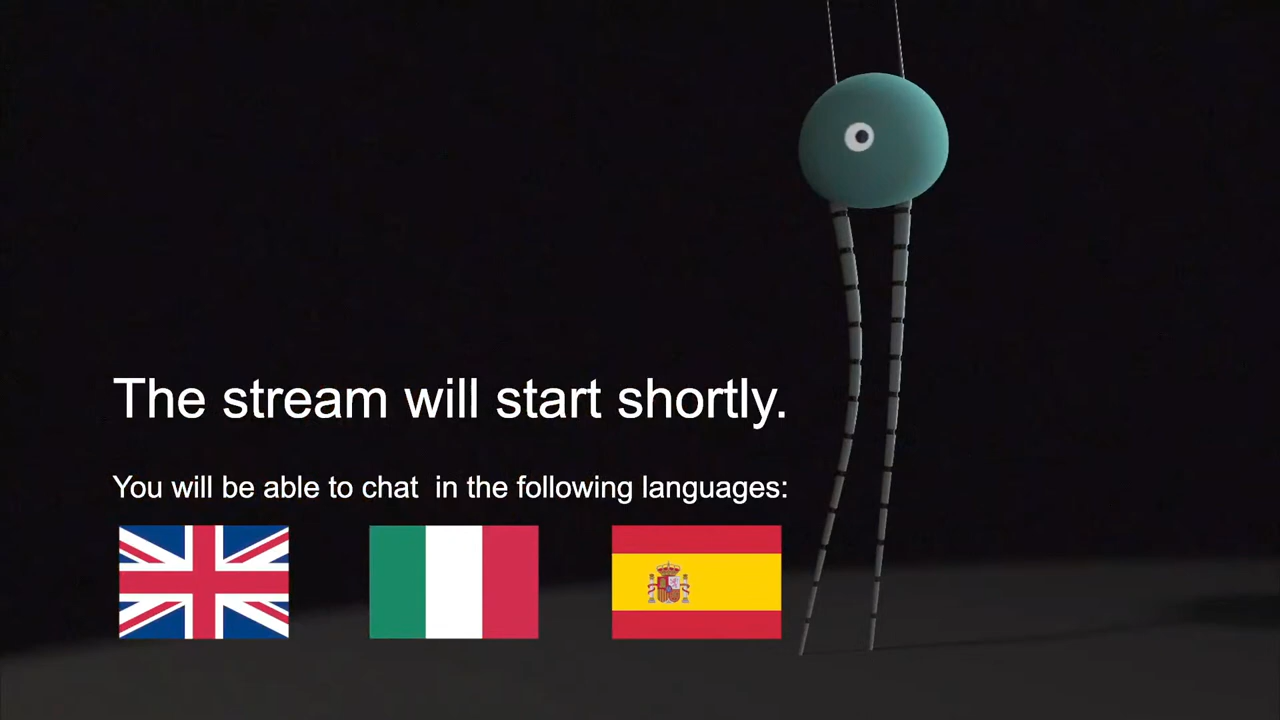 The stream will start shortly.
You will be able to chat  in the following languages: